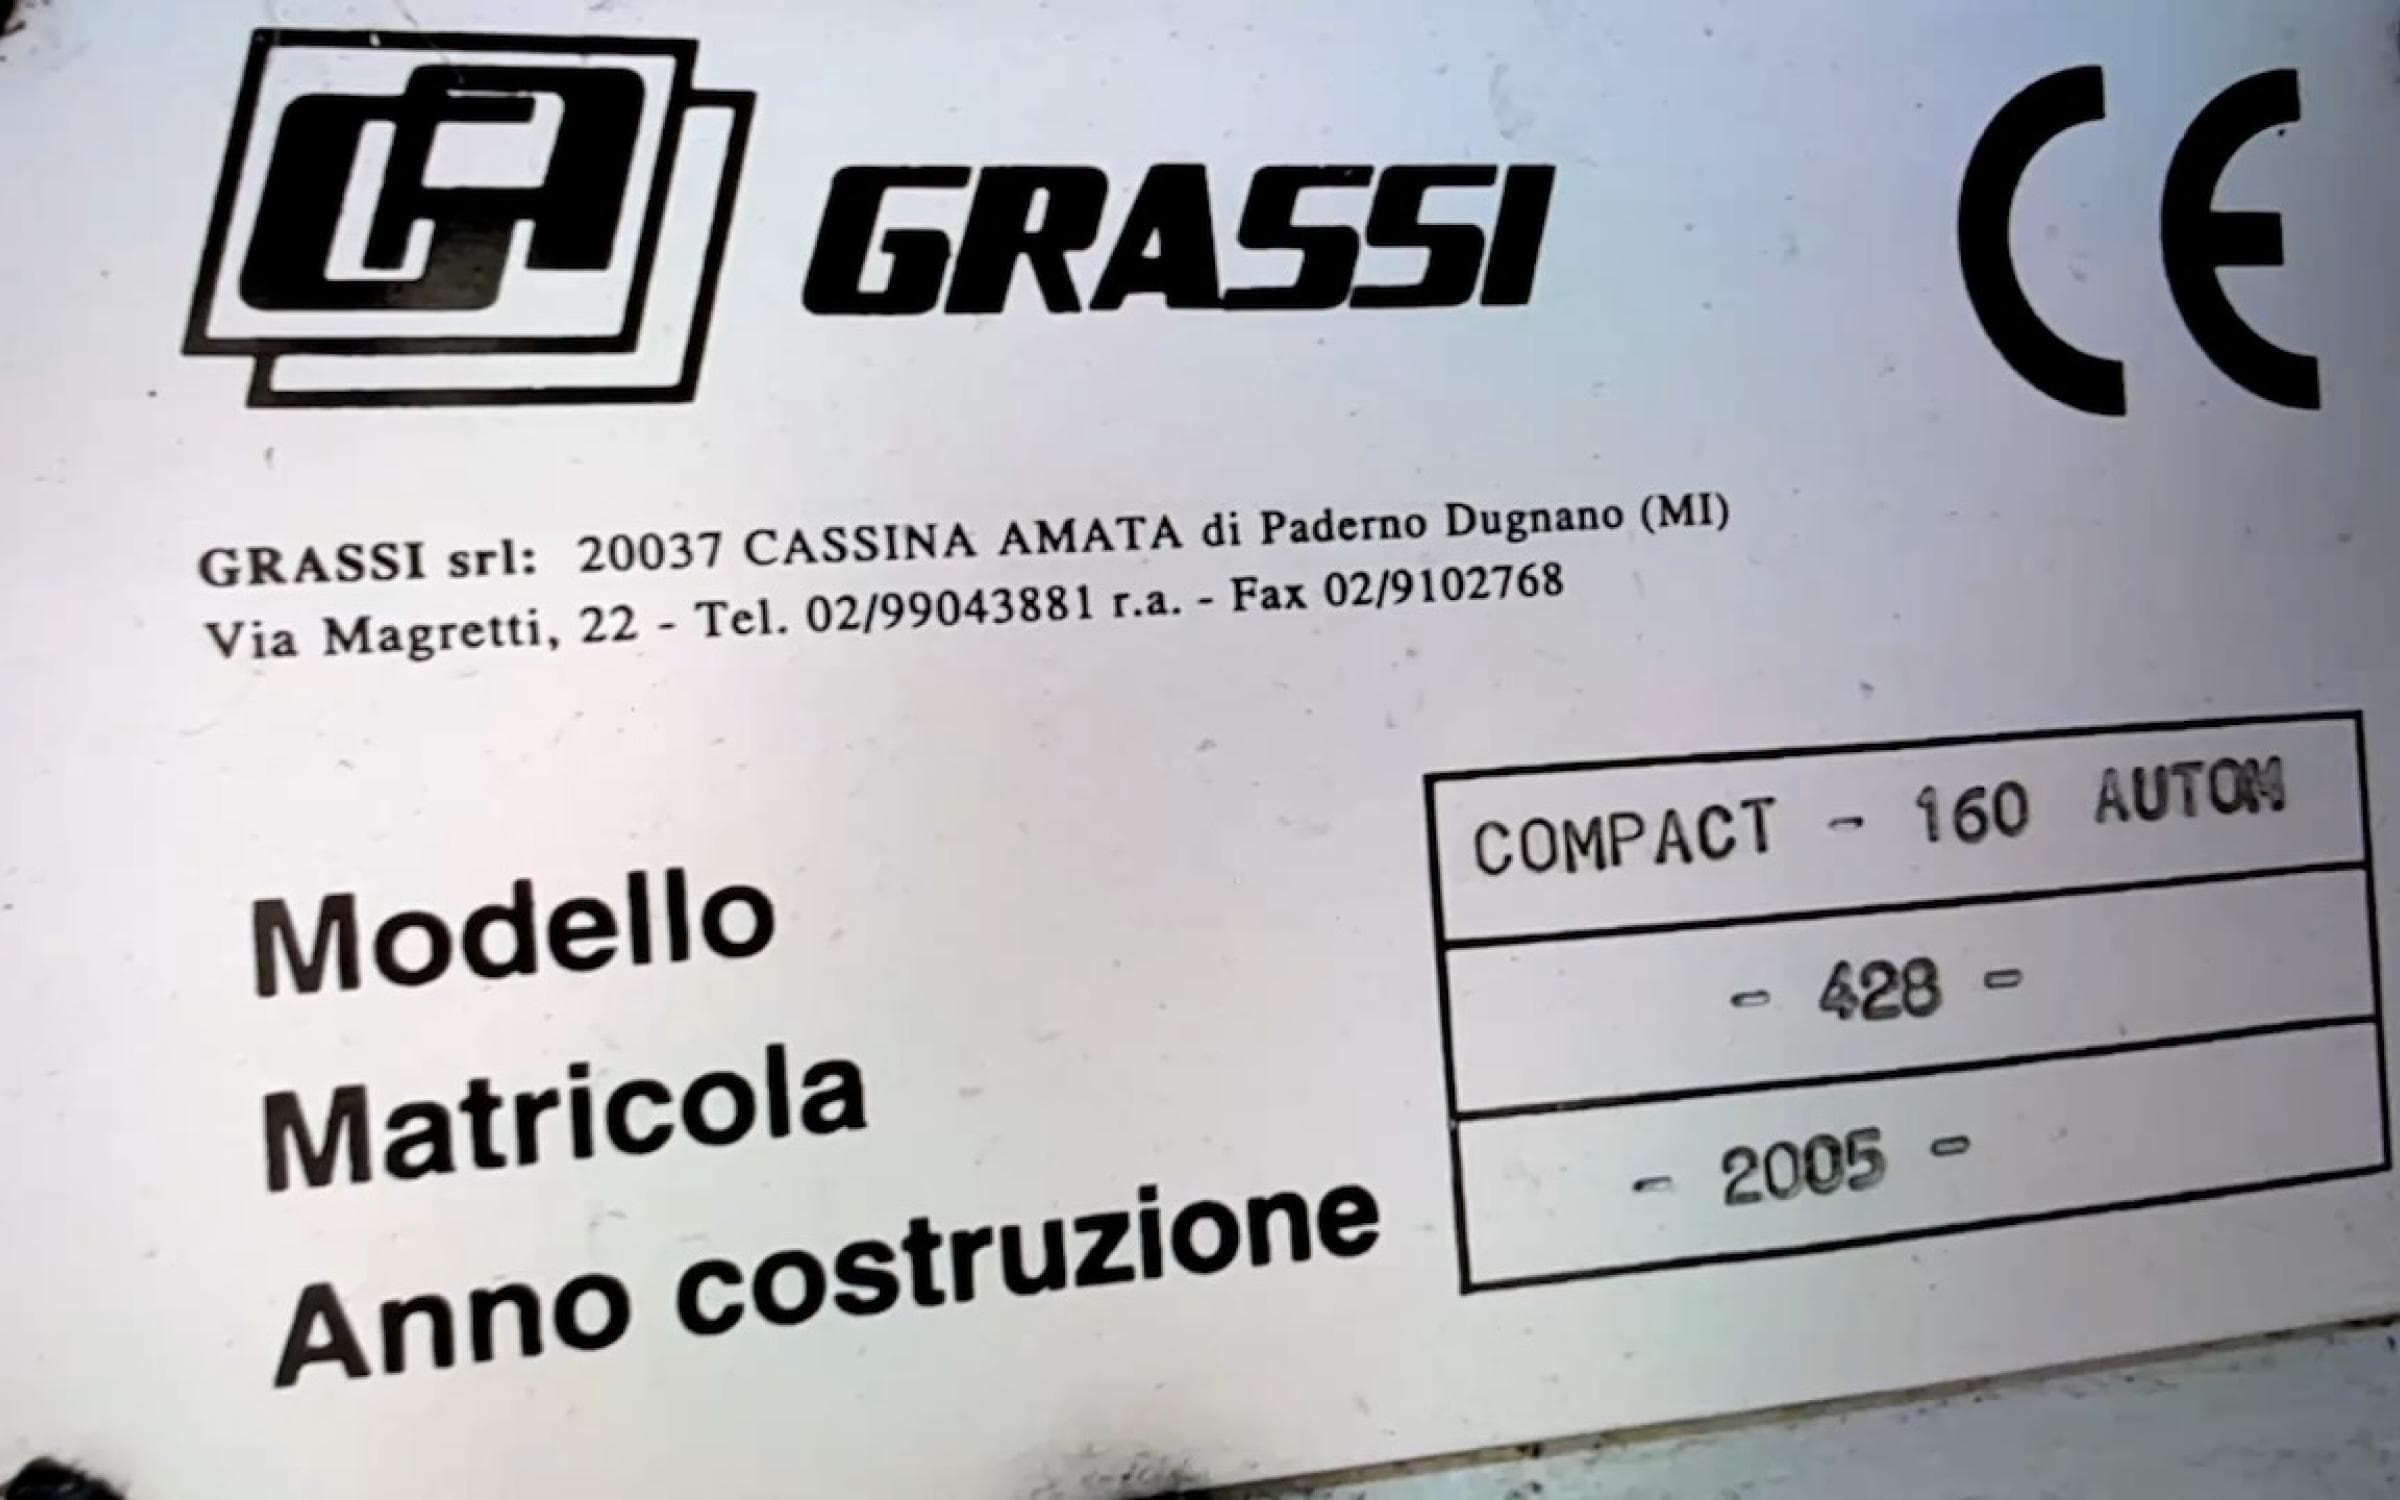 GRASSI
CE
GRASSI srl: 20037 CASSINA AMATA di Paderno Dugnano (MI)
Via Magretti, 22 - Tel. 02/99043881 r.a. - Fax 02/9102768
Modello COMPACT - 160 AUTOM
Matricola - 428 -
Anno costruzione - 2005 -